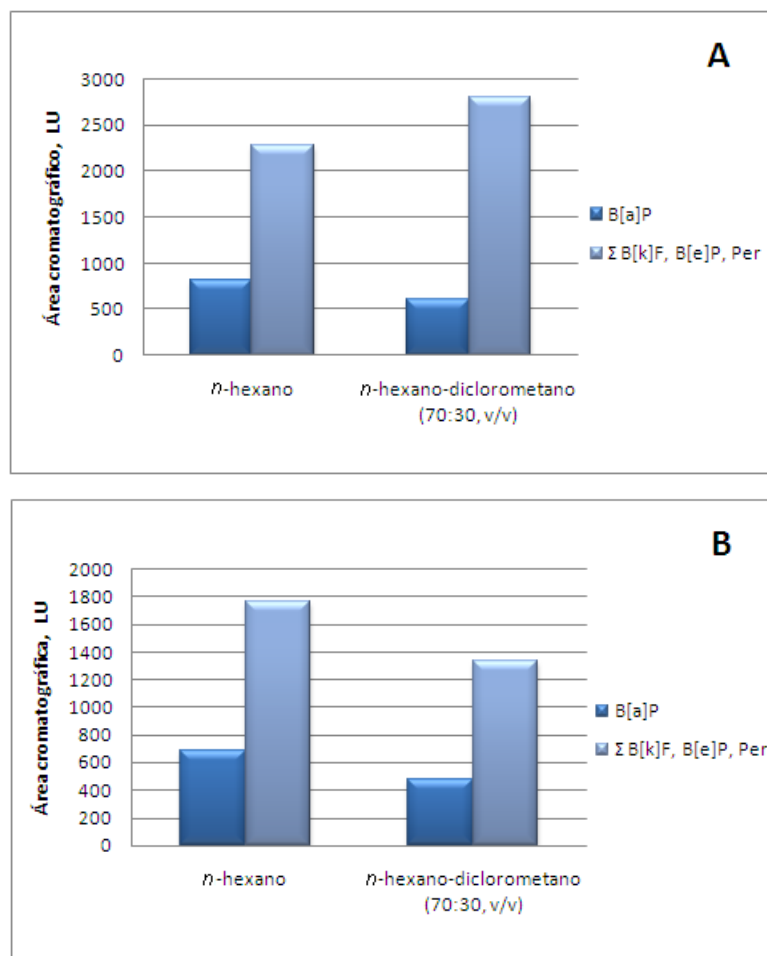 A
Área cromatográfico, LU
3000
2500
2000
1500
1000
500
0
n-hexano
n-hexano-diclorometano
(70:30, v/v)
B[a]P
Σ B[k]F, B[e]P, Per
B
Área cromatográfica, LU
2000
1800
1600
1400
1200
1000
800
600
400
200
0
n-hexano
n-hexano-diclorometano
(70:30, v/v)
B[a]P
Σ B[k]F, B[e]P, Per